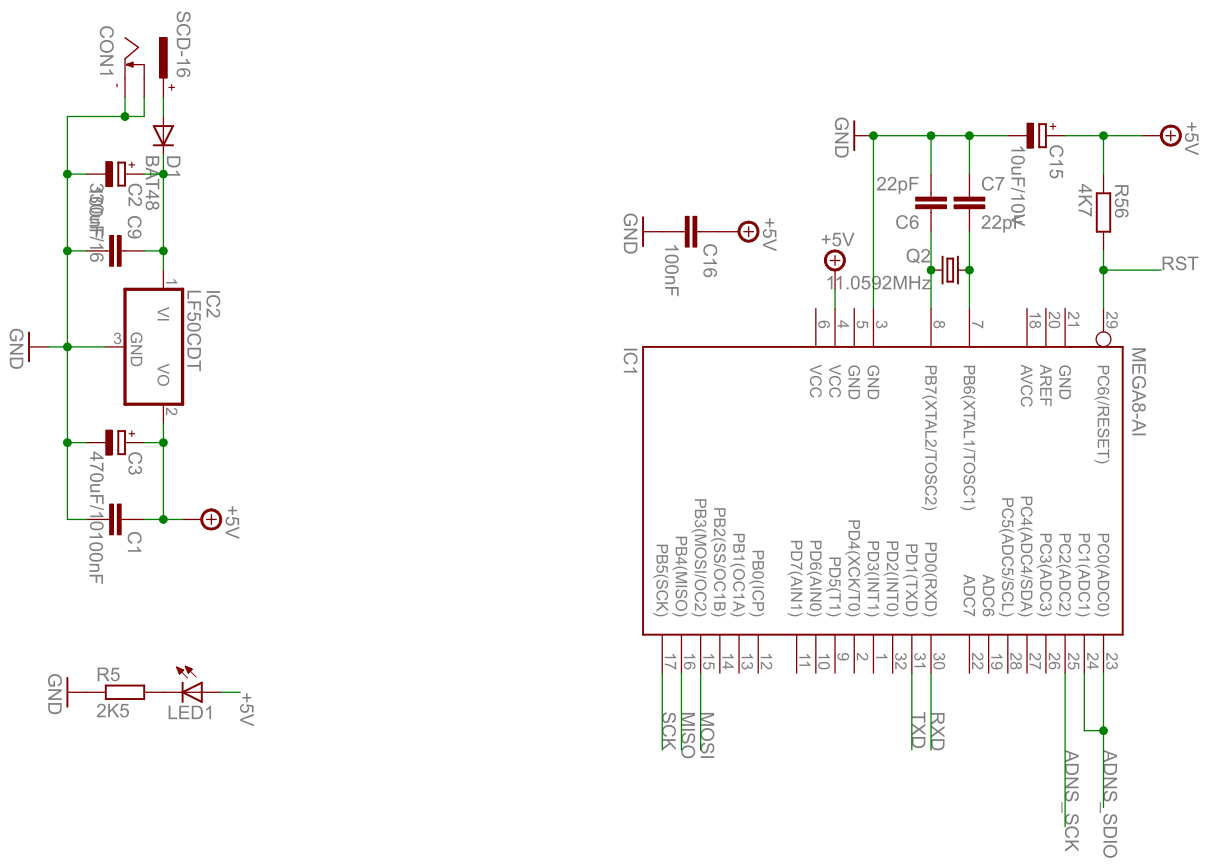 SCD-16
CON1
-
+
D1
BAT48
+
C2
C9
IC2
LF50CDT
1
VI
3
GND
VO
2
GND
+
C3
470uF/10
100nF
C1
+5V
R5
2K5
LED1
GND
+5V
GND
C16
100nF
+5V
GND
+
C15
10uF/10V
+5V
R56
4K7
RST
22pF
C6
C7
22pF
Q2
11.0592MHz
+5V
IC1
MEGA8-AI
6
4
5
3
8
7
18
20
21
29
VCC
VCC
GND
GND
PB7(XTAL2/TOSC2)
PB6(XTAL1/TOSC1)
AVCC
AREF
GND
PC6(/RESET)
PB5(SCK)
PB4(MISO)
PB3(MOSI/OC2)
PB2(SS/OC1B)
PB1(OC1A)
PB0(ICP)
PD7(AIN1)
PD6(AIN0)
PD5(T1)
PD4(XCK/T0)
PD3(INT1)
PD2(INT0)
PD1(TXD)
PD0(RXD)
ADC7
ADC6
PC5(ADC5/SCL)
PC4(ADC4/SDA)
PC3(ADC3)
PC2(ADC2)
PC1(ADC1)
PC0(ADC0)
17
16
15
14
13
12
11
10
9
2
1
32
31
30
22
19
28
27
26
25
24
23
SCK
MISO
MOSI
TXD
RXD
ADNS_SCK
ADNS_SDIO